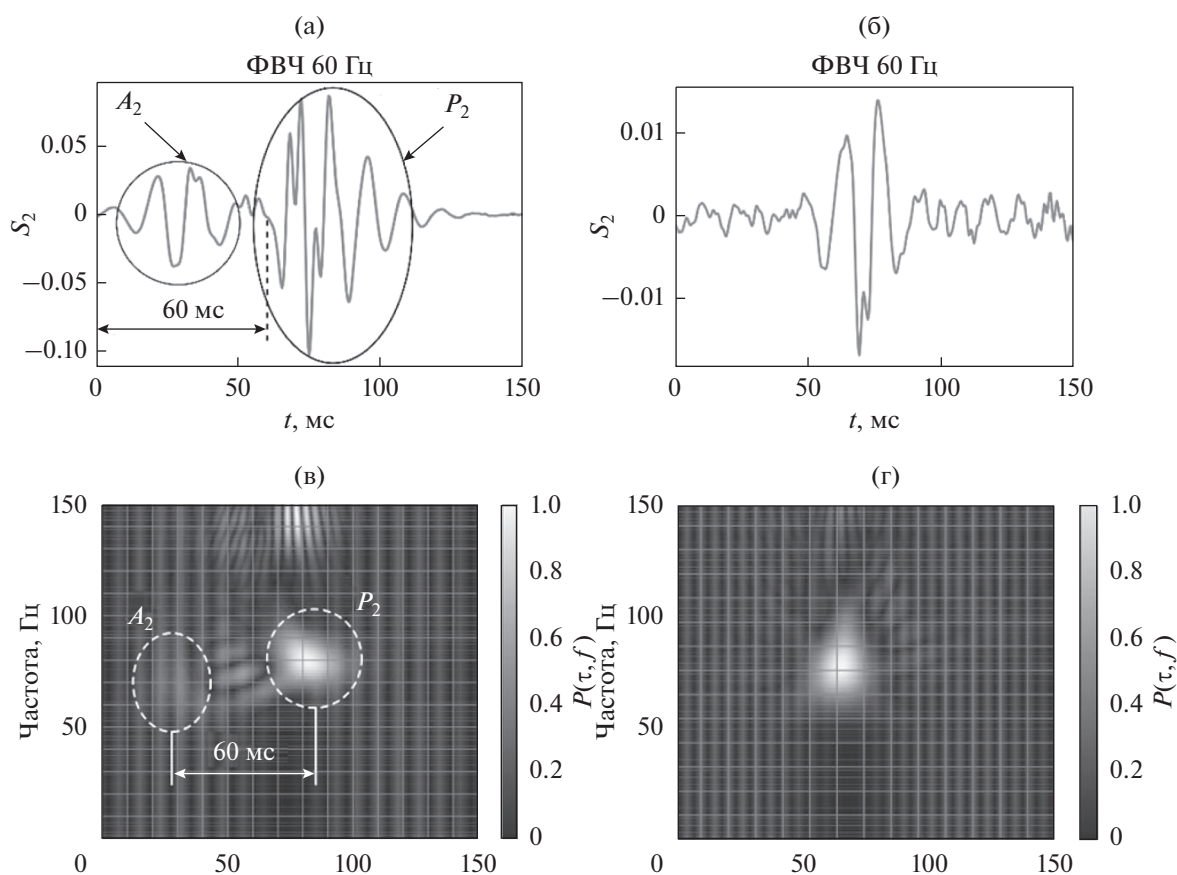 (а)
ФВЧ 60 Гц
A₂
P₂
0.05
0
−0.05
−0.10
S₂
60 мс
0 50 100 150
t, мс
(б)
ФВЧ 60 Гц
0.01
0
−0.01
S₂
0 50 100 150
t, мс
(в)
150
100
50
0 50 100 150
Частота, Гц
A₂
P₂
60 мс
1.0
0.8
0.6
0.4
0.2
0
P(τ, f)
(г)
150
100
50
0 50 100 150
Частота, Гц
1.0
0.8
0.6
0.4
0.2
0
P(τ, f)